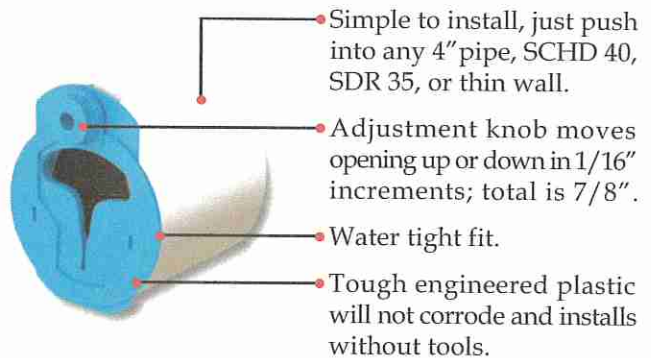 Simple to install, just push
into any 4″pipe, SCHD 40,
SDR 35, or thin wall.
Adjustment knob moves
opening up or down in 1/16″
increments; total is 7/8″.
Water tight fit.
Tough engineered plastic
will not corrode and installs
without tools.